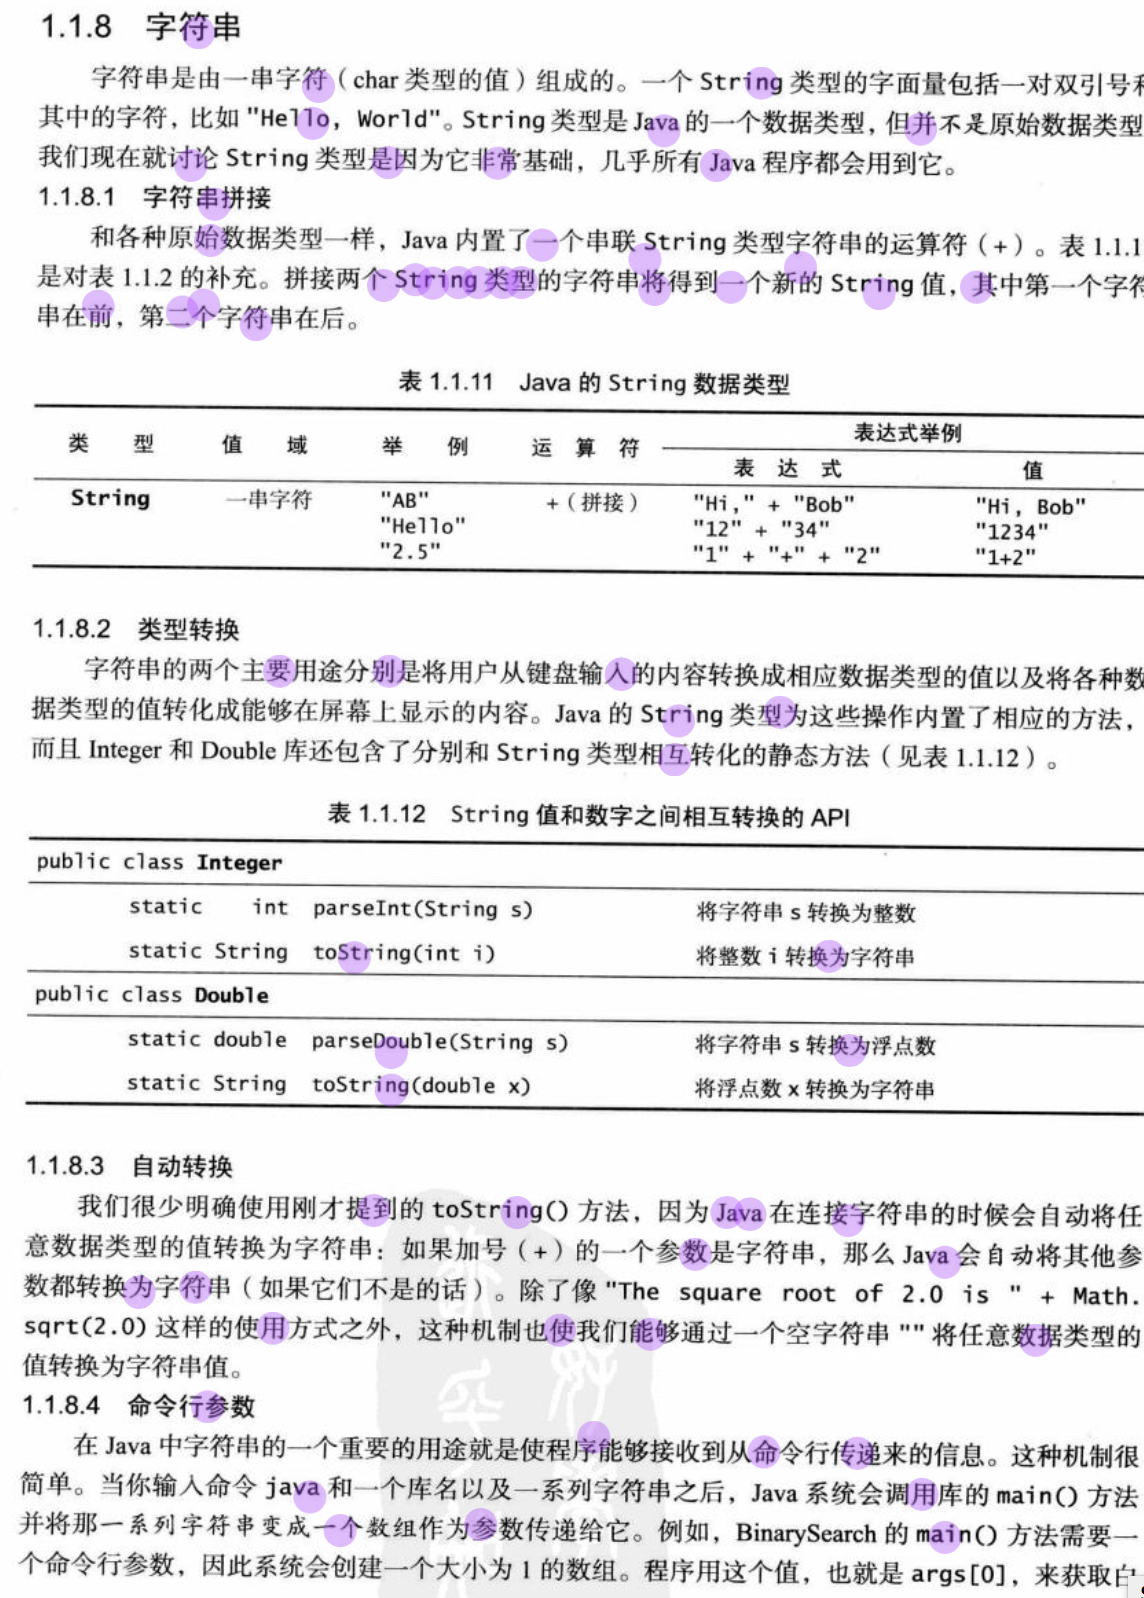 1.1.8 字符串
字符串是由一串字符（char 类型的值）组成的。一个 String 类型的字面量包括一对双引号和
其中的字符，比如 "Hello, World"。String 类型是 Java 的一个数据类型，但并不是原始数据类型
我们现在就讨论 String 类型是因为它非常基础，几乎所有 Java 程序都会用到它。
1.1.8.1 字符串拼接
和各种原始数据类型一样，Java 内置了一个串联 String 类型字符串的运算符（+）。表 1.1.1
是对表 1.1.2 的补充。拼接两个 String 类型的字符串将得到一个新的 String 值，其中第一个字符
串在前，第二个字符串在后。
表 1.1.11 Java 的 String 数据类型
类 型 值 域 举 例 运 算 符 表达式举例
表 达 式 值
String 一串字符 "AB" +（拼接） "Hi," + "Bob" "Hi, Bob"
"Hello" "12" + "34" "1234"
"2.5" "1" + "+" + "2" "1+2"
1.1.8.2 类型转换
字符串的两个主要用途分别是将用户从键盘输入的内容转换成相应数据类型的值以及将各种数
据类型的值转化成能够在屏幕上显示的内容。Java 的 String 类型为这些操作内置了相应的方法，
而且 Integer 和 Double 库还包含了分别和 String 类型相互转化的静态方法（见表 1.1.12）。
表 1.1.12 String 值和数字之间相互转换的 API
public class Integer
static int parseInt(String s) 将字符串 s 转换为整数
static String toString(int i) 将整数 i 转换为字符串
public class Double
static double parseDouble(String s) 将字符串 s 转换为浮点数
static String toString(double x) 将浮点数 x 转换为字符串
1.1.8.3 自动转换
我们很少明确使用刚才提到的 toString() 方法，因为 Java 在连接字符串的时候会自动将任
意数据类型的值转换为字符串：如果加号（+）的一个参数是字符串，那么 Java 会自动将其他参
数都转换为字符串（如果它们不是的话）。除了像 "The square root of 2.0 is " + Math.
sqrt(2.0) 这样的使用方式之外，这种机制也使我们能够通过一个空字符串 "" 将任意数据类型的
值转换为字符串值。
1.1.8.4 命令行参数
在 Java 中字符串的一个重要的用途就是使程序能够接收到从命令行传递来的信息。这种机制很
简单。当你输入命令 java 和一个库名以及一系列字符串之后，Java 系统会调用库的 main() 方法
并将那一系列字符串变成一个数组作为参数传递给它。例如，BinarySearch 的 main() 方法需要一
个命令行参数，因此系统会创建一个大小为 1 的数组。程序用这个值，也就是 args[0]，来获取白